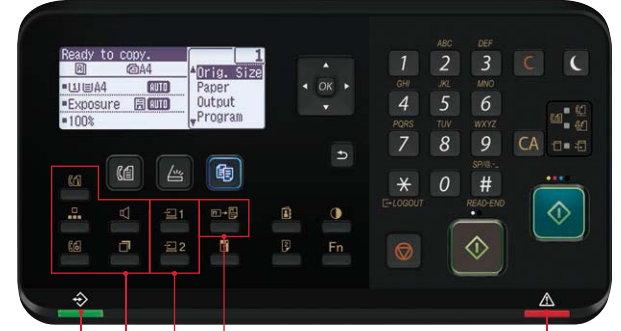 Ready to copy.
1
A4
Orig. Size
A4 AUTO
Paper
Exposure AUTO
Output
100%
Program
OK
1
2
3
C
ABC
DEF
4
5
6
GHI
JKL
MNO
7
8
9
CA
PQRS
TUV
WXYZ
0
#
SP/@.-_
LOGOUT
READ-END
1
2
Fn